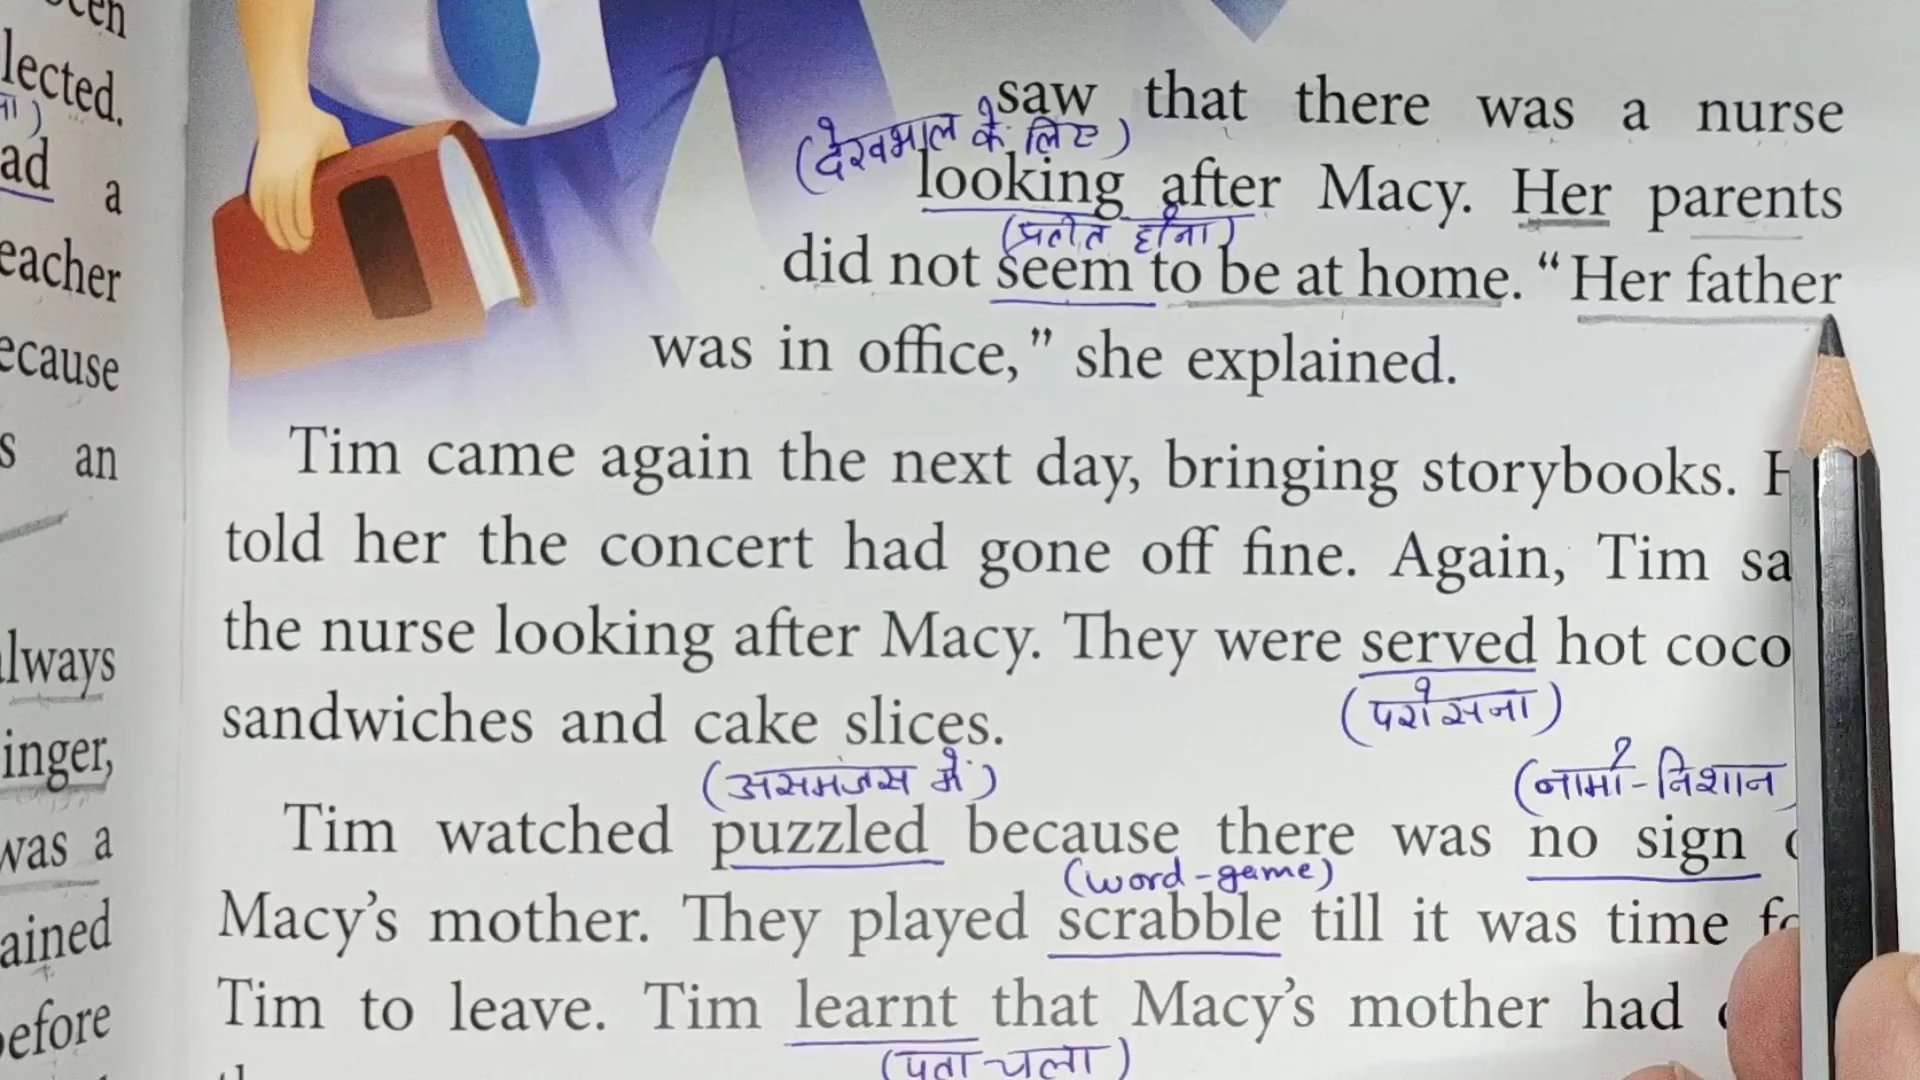 lected.
ad a
eacher
ecause
s an
lways
inger,
was a
ained
efore
saw that there was a nurse
(देखभाल के लिए)
looking after Macy. Her parents
(प्रतीत होना)
did not seem to be at home. “Her father
was in office,” she explained.
Tim came again the next day, bringing storybooks. H
told her the concert had gone off fine. Again, Tim sa
the nurse looking after Macy. They were served hot coco
(परोसना)
sandwiches and cake slices.
(असमंजस में)
(नामो-निशान
Tim watched puzzled because there was no sign
(word-game)
Macy’s mother. They played scrabble till it was time fo
Tim to leave. Tim learnt that Macy’s mother had
(पता चला)